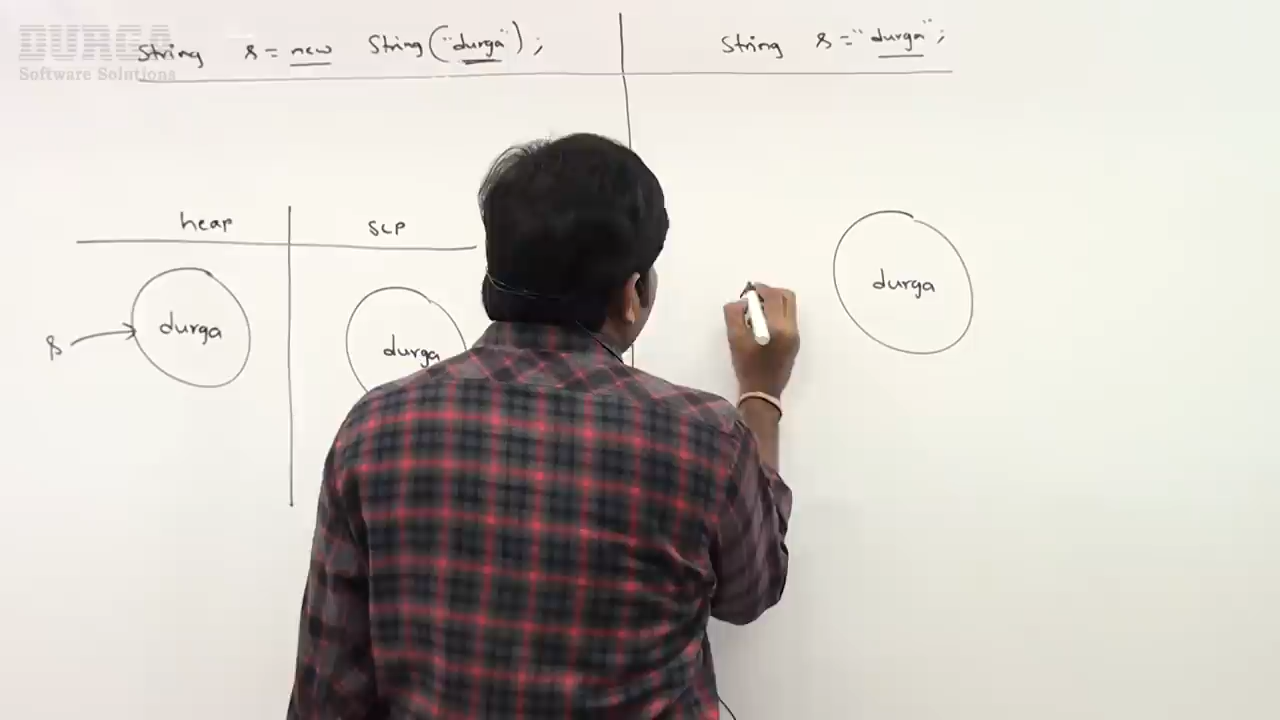 DURGA
Software Solutions
String s = new String("durga");
String s = "durga";
heap
SCP
durga
s
durga
durga